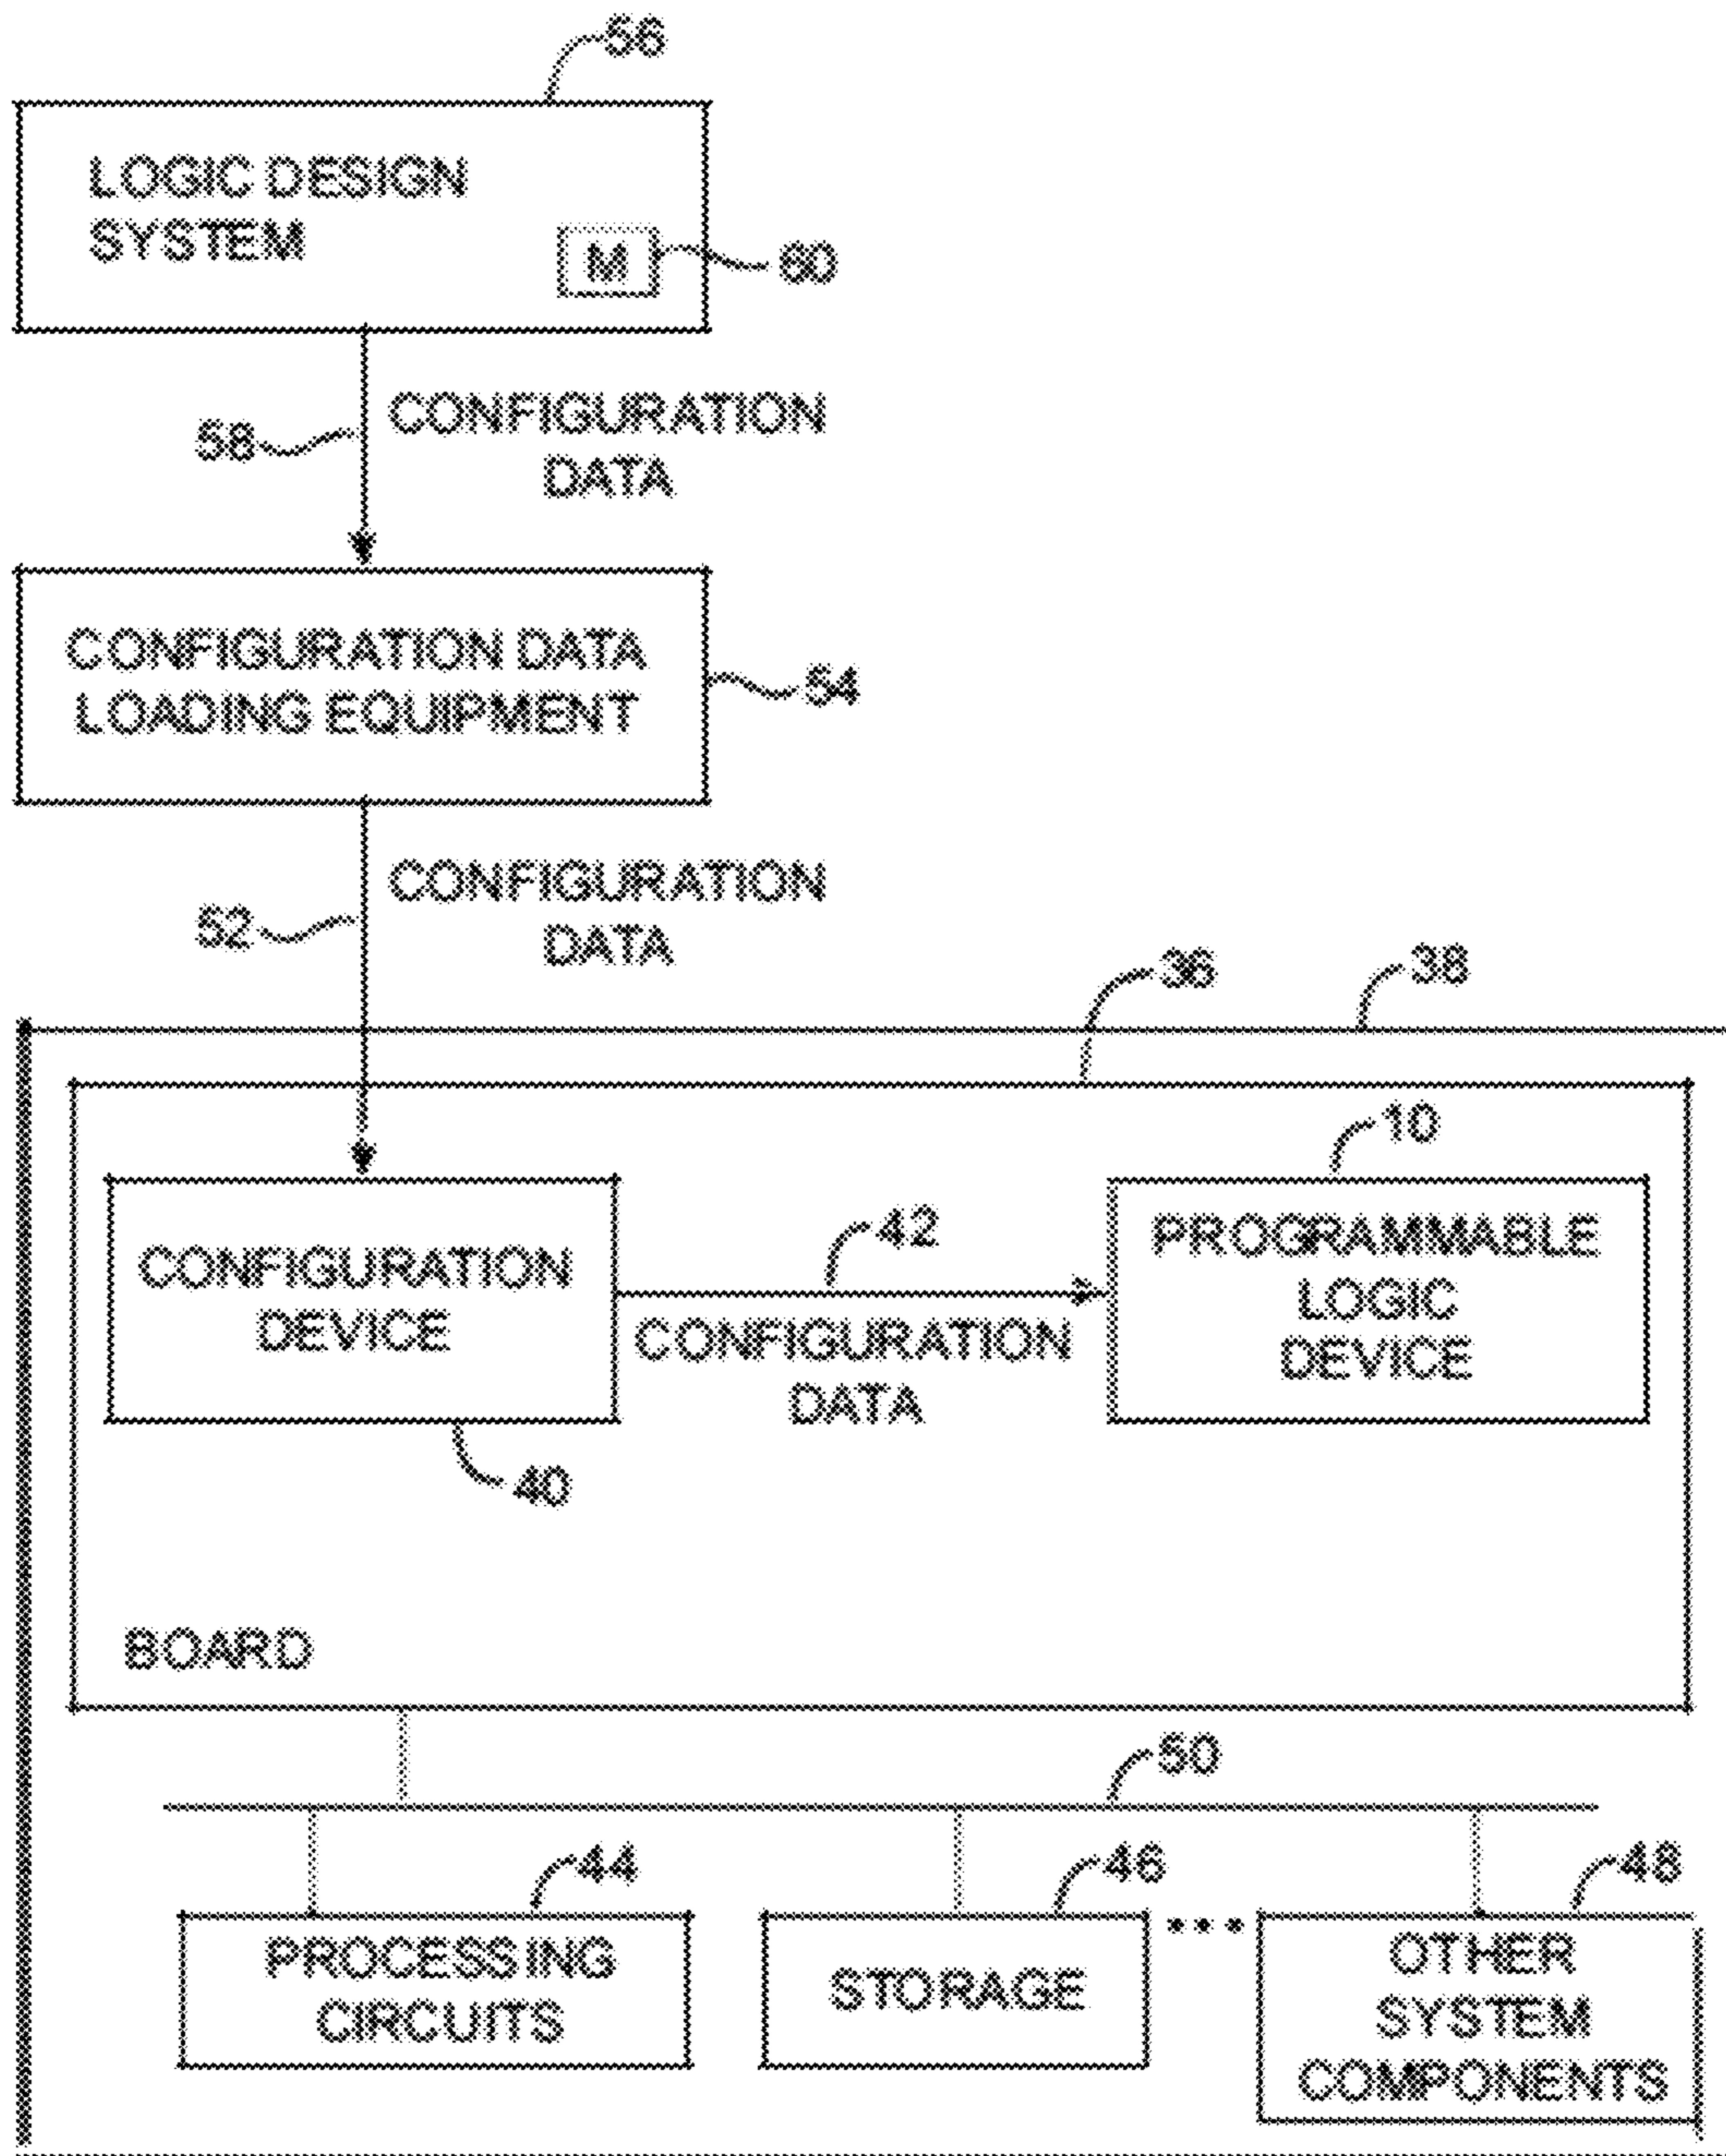 56
LOGIC DESIGN
SYSTEM
M
60
58
CONFIGURATION
DATA
CONFIGURATION DATA
LOADING EQUIPMENT
54
52
CONFIGURATION
DATA
36
38
10
CONFIGURATION
DEVICE
42
CONFIGURATION
DATA
PROGRAMMABLE
LOGIC
DEVICE
40
BOARD
50
44
46
48
PROCESSING
CIRCUITS
STORAGE
...
OTHER
SYSTEM
COMPONENTS